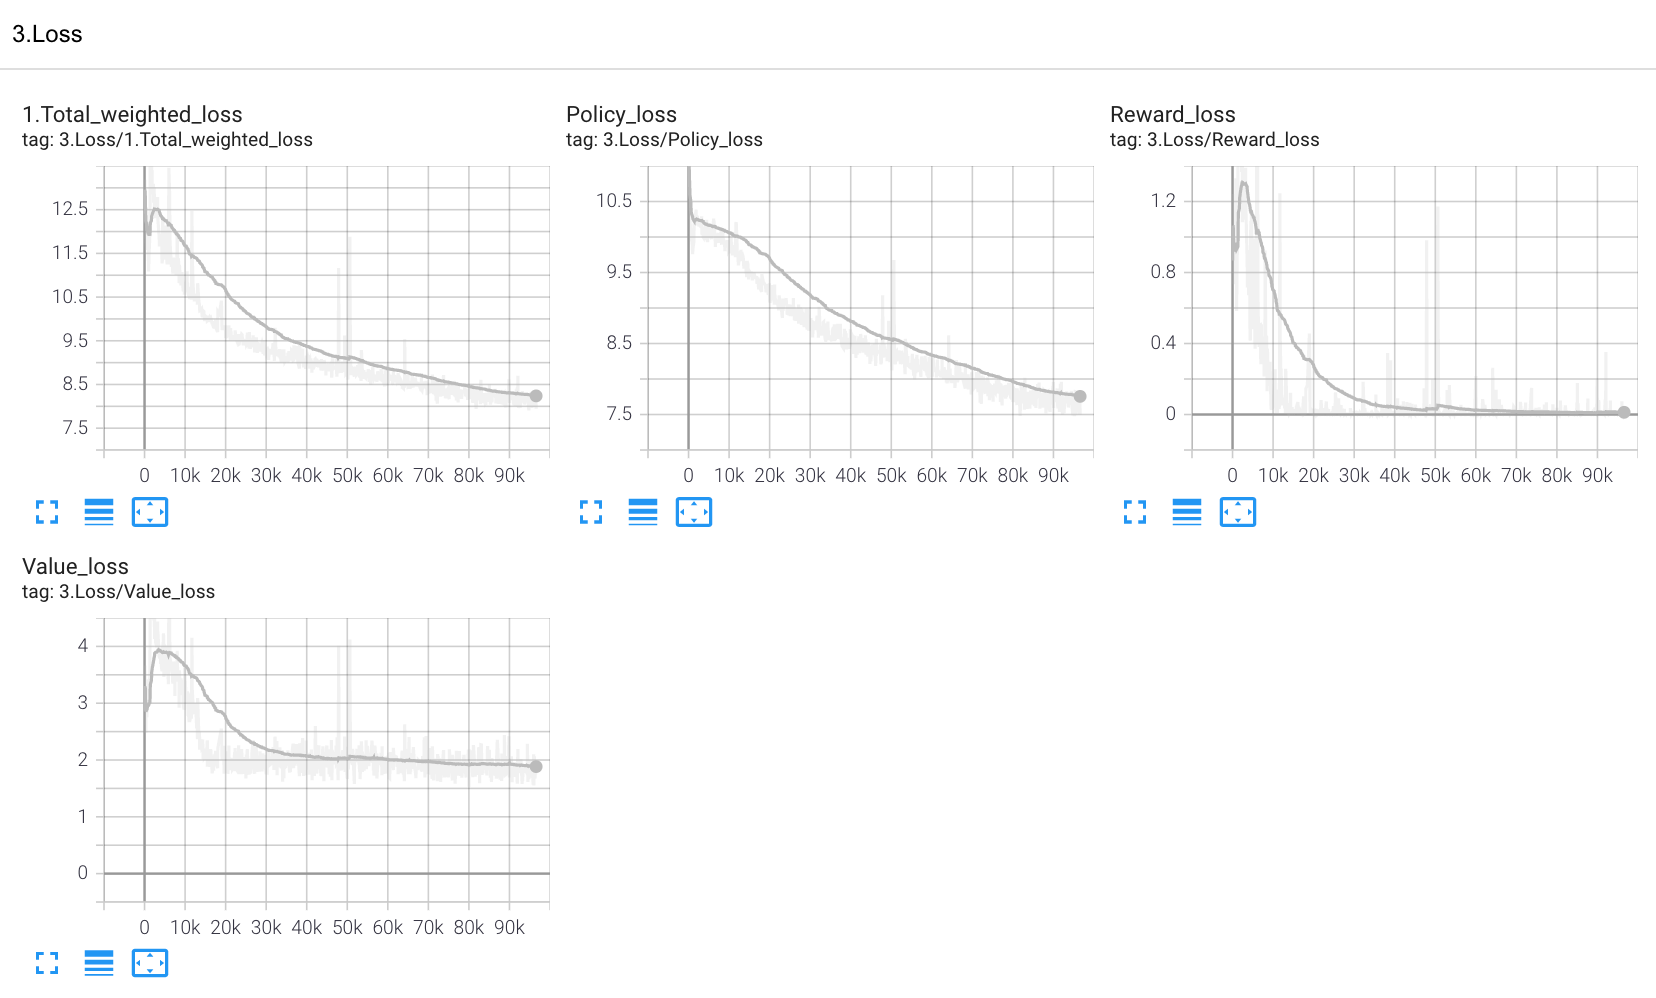 3.Loss
1.Total_weighted_loss
tag: 3.Loss/1.Total_weighted_loss
12.5
11.5
10.5
9.5
8.5
7.5
0 10k 20k 30k 40k 50k 60k 70k 80k 90k
Policy_loss
tag: 3.Loss/Policy_loss
10.5
9.5
8.5
7.5
0 10k 20k 30k 40k 50k 60k 70k 80k 90k
Reward_loss
tag: 3.Loss/Reward_loss
1.2
0.8
0.4
0
0 10k 20k 30k 40k 50k 60k 70k 80k 90k
Value_loss
tag: 3.Loss/Value_loss
4
3
2
1
0
0 10k 20k 30k 40k 50k 60k 70k 80k 90k